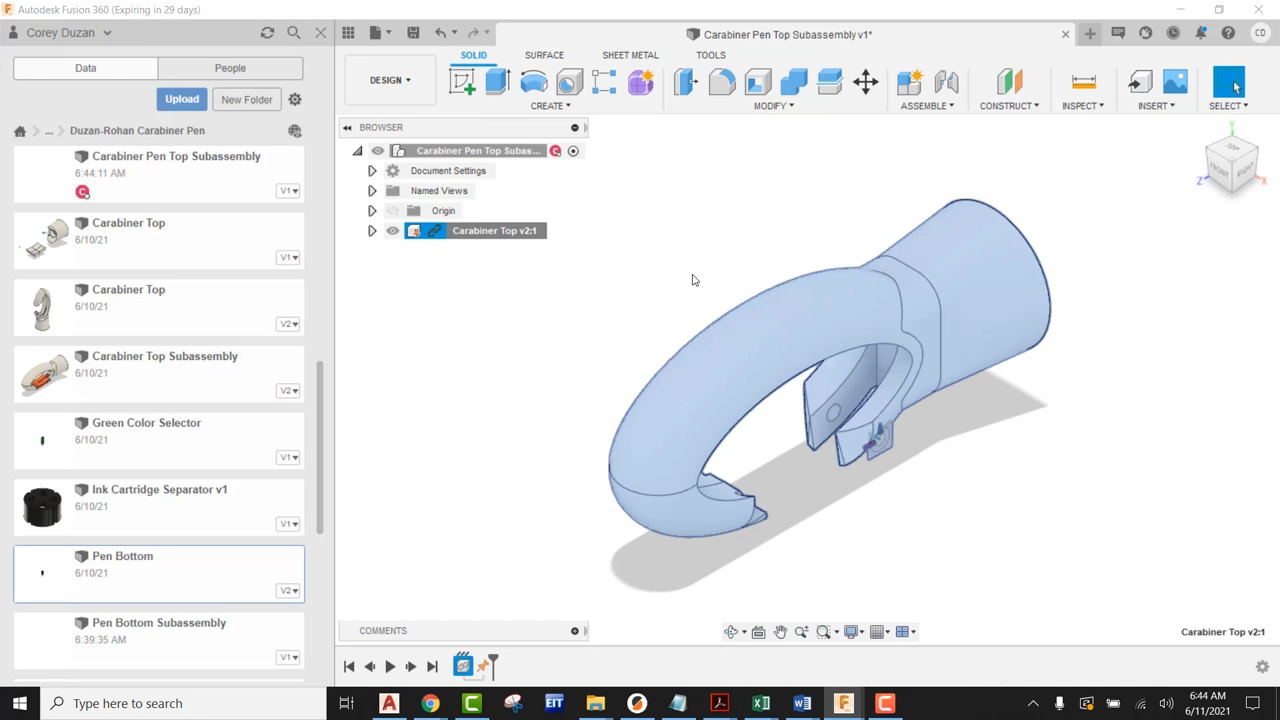 Autodesk Fusion 360 (Expiring in 29 days)
Corey Duzan
Data
People
Upload
New Folder
... Duzan-Rohan Carabiner Pen
Carabiner Pen Top Subassembly
6:44:11 AM
V1
Carabiner Top
6/10/21
V1
Carabiner Top
6/10/21
V2
Carabiner Top Subassembly
6/10/21
V2
Green Color Selector
6/10/21
V1
Ink Cartridge Separator v1
6/10/21
V1
Pen Bottom
6/10/21
V2
Pen Bottom Subassembly
6:39:35 AM
V1
Carabiner Pen Top Subassembly v1*
CD
DESIGN
SOLID
SURFACE
SHEET METAL
TOOLS
CREATE
MODIFY
ASSEMBLE
CONSTRUCT
INSPECT
INSERT
SELECT
BROWSER
Carabiner Pen Top Subas...
Document Settings
Named Views
Origin
Carabiner Top v2:1
Y
TOP
FRONT
RIGHT
Z
X
COMMENTS
Carabiner Top v2:1
Type here to search
EIT
6:44 AM
6/11/2021